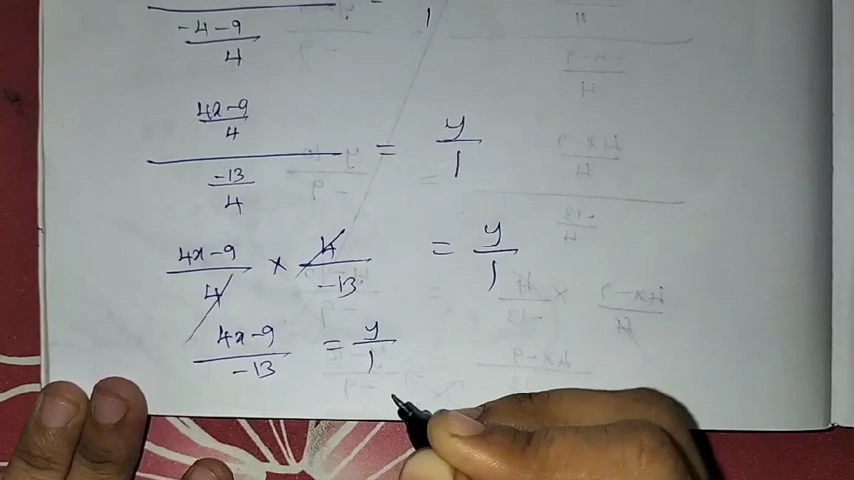 -4-9
4
1
4x-9
4
-13
4
= y/1
4x-9/4 × 4/-13 = y/1
4x-9/-13 = y/1